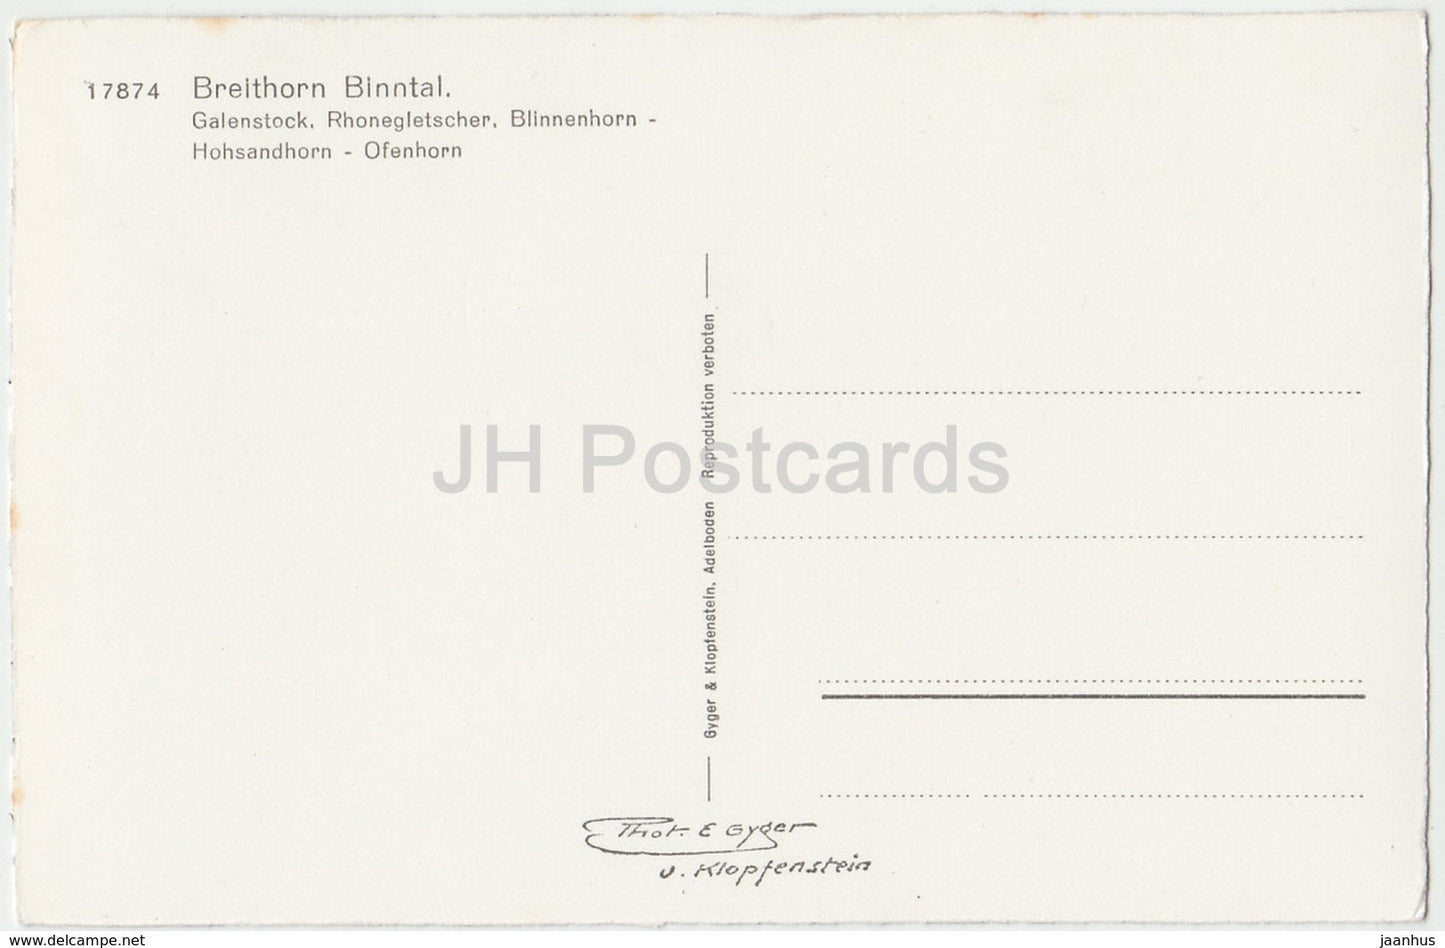 17874 Breithorn Binntal.
Galenstock, Rhonegletscher, Blinnenhorn -
Hohsandhorn - Ofenhorn
Gyger & Klopfenstein, Adelboden Reproduktion verboten
JH Postcards
Phot. E Gyger
u. Klopfenstein
www.delcampe.net
jaanhus